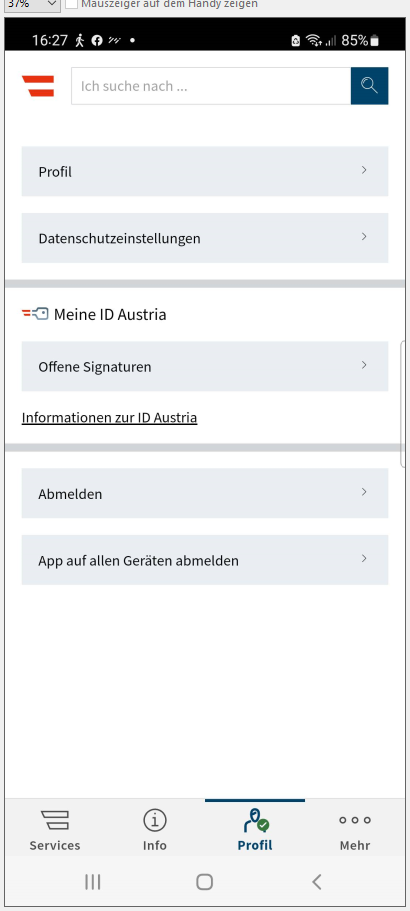 37%
Mauszeiger auf dem Handy zeigen
16:27
85%
Ich suche nach ...
Profil
Datenschutzeinstellungen
Meine ID Austria
Offene Signaturen
Informationen zur ID Austria
Abmelden
App auf allen Geräten abmelden
Services Info Profil Mehr